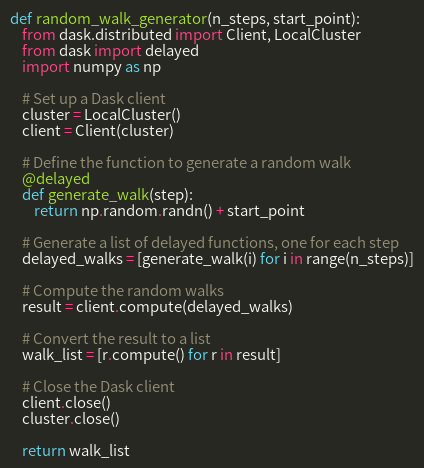 def random_walk_generator(n_steps, start_point):
    from dask.distributed import Client, LocalCluster
    from dask import delayed
    import numpy as np

    # Set up a Dask client
    cluster = LocalCluster()
    client = Client(cluster)

    # Define the function to generate a random walk
    @delayed
    def generate_walk(step):
        return np.random.randn() + start_point

    # Generate a list of delayed functions, one for each step
    delayed_walks = [generate_walk(i) for i in range(n_steps)]

    # Compute the random walks
    result = client.compute(delayed_walks)

    # Convert the result to a list
    walk_list = [r.compute() for r in result]

    # Close the Dask client
    client.close()
    cluster.close()

    return walk_list